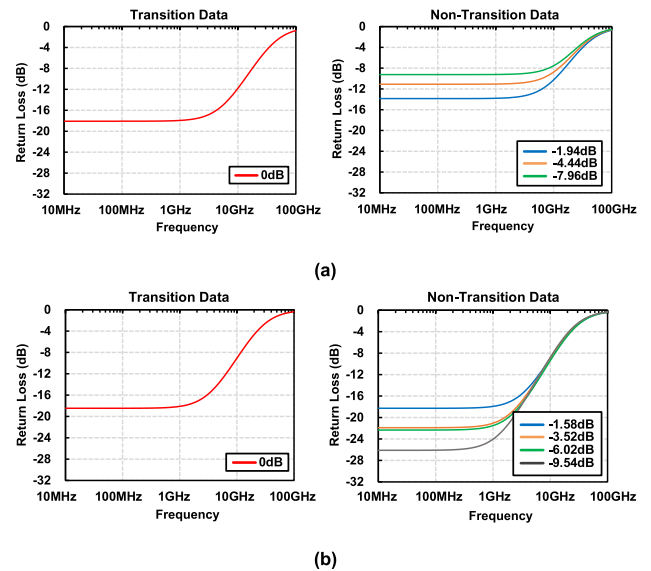 Transition Data
Return Loss (dB)
0
-4
-8
-12
-16
-20
-24
-28
-32
0dB
10MHz 100MHz 1GHz 10GHz 100GHz
Frequency
Non-Transition Data
Return Loss (dB)
0
-4
-8
-12
-16
-20
-24
-28
-32
-1.94dB
-4.44dB
-7.96dB
10MHz 100MHz 1GHz 10GHz 100GHz
Frequency
(a)
Transition Data
Return Loss (dB)
0
-4
-8
-12
-16
-20
-24
-28
-32
0dB
10MHz 100MHz 1GHz 10GHz 100GHz
Frequency
Non-Transition Data
Return Loss (dB)
0
-4
-8
-12
-16
-20
-24
-28
-32
-1.58dB
-3.52dB
-6.02dB
-9.54dB
10MHz 100MHz 1GHz 10GHz 100GHz
Frequency
(b)